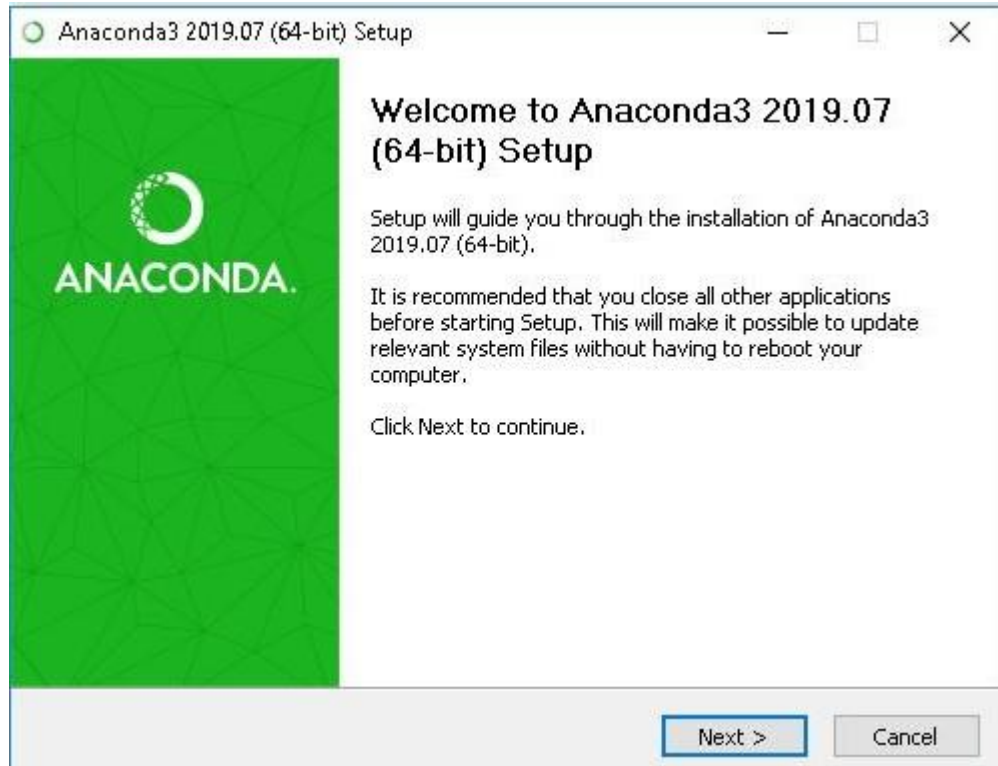 Anaconda3 2019.07 (64-bit) Setup
ANACONDA.
Welcome to Anaconda3 2019.07
(64-bit) Setup
Setup will guide you through the installation of Anaconda3
2019.07 (64-bit).
It is recommended that you close all other applications
before starting Setup. This will make it possible to update
relevant system files without having to reboot your
computer.
Click Next to continue.
Next >
Cancel